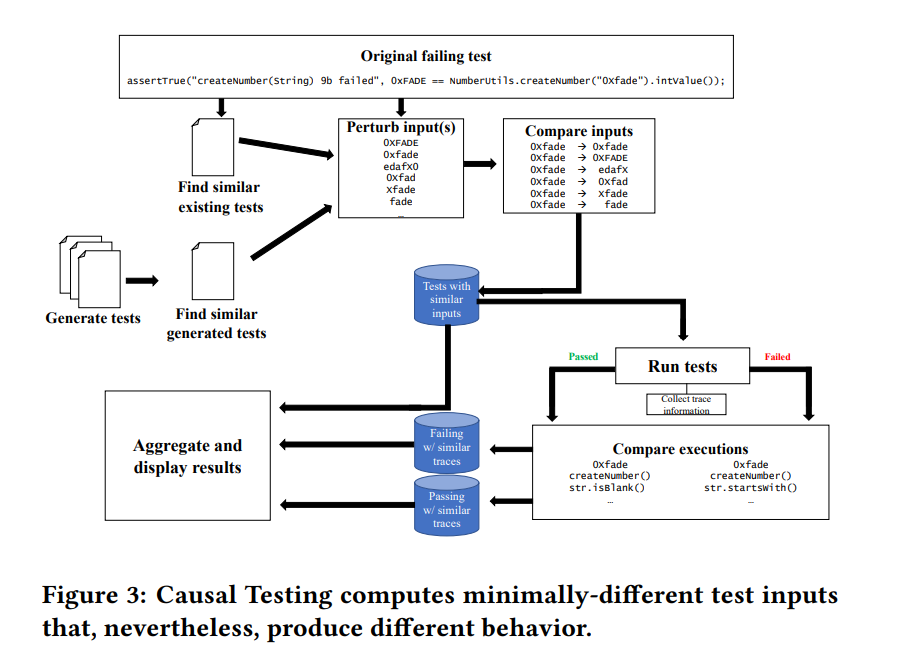 Original failing test
assertTrue("createNumber(String) 9b failed", 0xFADE == NumberUtils.createNumber("0Xfade").intValue());
Find similar
existing tests
Perturb input(s)
0XFADE
0xfade
edafX0
0Xfad
Xfade
fade
…
Compare inputs
0Xfade → 0xfade
0Xfade → 0XFADE
0Xfade → edafX
0Xfade → 0Xfad
0Xfade → Xfade
0Xfade → fade
Generate tests
Find similar
generated tests
Tests with
similar
inputs
Passed
Run tests
Failed
Collect trace
information
Aggregate and
display results
Failing
w/ similar
traces
Passing
w/ similar
traces
Compare executions
0Xfade 0xfade
createNumber() createNumber()
str.isBlank() str.startsWith()
… …
Figure 3: Causal Testing computes minimally-different test inputs
that, nevertheless, produce different behavior.